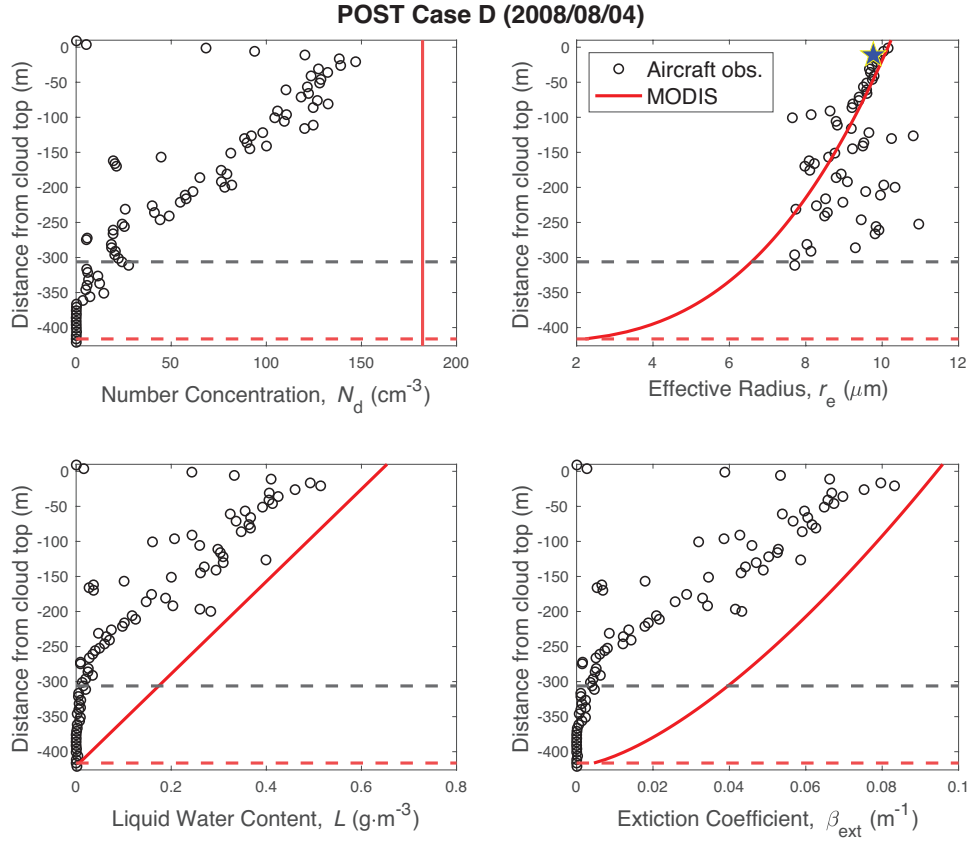 POST Case D (2008/08/04)
0
-50
-100
-150
-200
-250
-300
-350
-400
Distance from cloud top (m)
0 50 100 150 200
Number Concentration, N_d (cm^-3)
0
-50
-100
-150
-200
-250
-300
-350
-400
Distance from cloud top (m)
Aircraft obs.
MODIS
2 4 6 8 10 12
Effective Radius, r_e (μm)
0
-50
-100
-150
-200
-250
-300
-350
-400
Distance from cloud top (m)
0 0.2 0.4 0.6 0.8
Liquid Water Content, L (g·m^-3)
0
-50
-100
-150
-200
-250
-300
-350
-400
Distance from cloud top (m)
0 0.02 0.04 0.06 0.08 0.1
Extiction Coefficient, β_ext (m^-1)